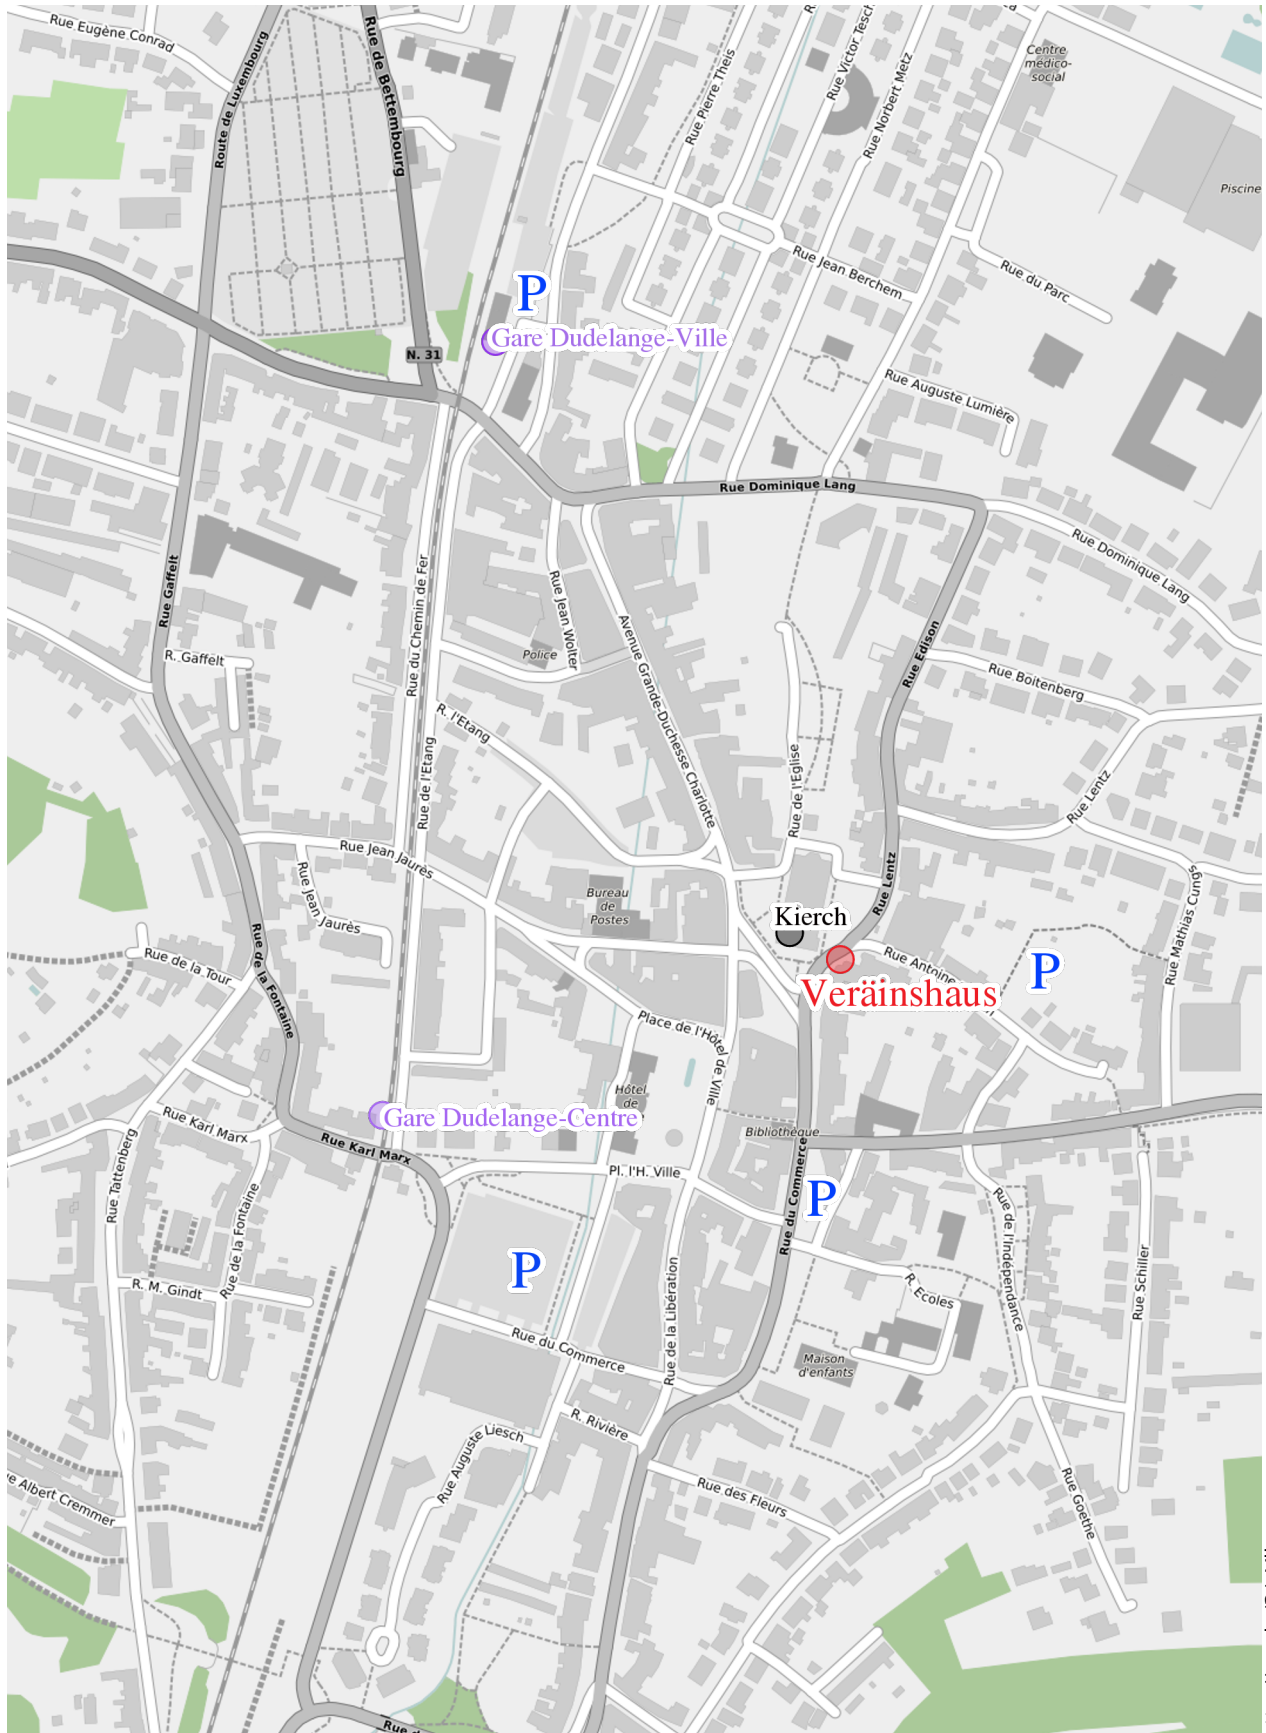 Rue Eugène Conrad
Route de Luxembourg
Rue de Bettembourg
Rue Pierre Theis
Rue Victor Tesch
Rue Norbert Metz
Centre
médico-
social
Piscine
Rue Jean Berchem
Rue du Parc
P
Gare Dudelange-Ville
N. 31
Rue Auguste Lumière
Rue Dominique Lang
Rue Dominique Lang
Rue Gaffelt
Rue du Chemin de Fer
Rue Jean Wolter
Police
Avenue Grande-Duchesse Charlotte
Rue Edison
R. Gaffelt
Rue Boitenberg
R. l'Etang
Rue de l'Etang
Rue de l'Eglise
Rue Lentz
Rue Jean Jaurès
Rue Jean Jaurès
Bureau
de
Postes
Rue Lentz
Kierch
Rue Mathias Cungs
Rue de la Tour
Rue de la Fontaine
Rue Antoine
P
Veräinshaus
Place de l'Hôtel de Ville
Hôtel
de
Gare Dudelange-Centre
Rue Karl Marx
Rue Karl Marx
Bibliothèque
Pl. l'H. Ville
P
Rue du Commerce
Rue Tattenberg
Rue de la Fontaine
Rue de l'Indépendance
Rue Schiller
P
R. M. Gindt
R. Ecoles
Rue de la Libération
Rue du Commerce
Maison
d'enfants
R. Rivière
Rue Auguste Liesch
Rue des Fleurs
Rue Goethe
ue Albert Cremmer
Rue d